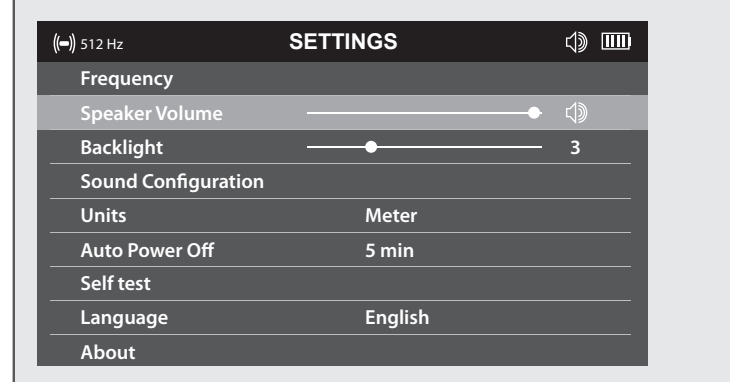 512 Hz SETTINGS
Frequency
Speaker Volume
Backlight 3
Sound Configuration
Units Meter
Auto Power Off 5 min
Self test
Language English
About